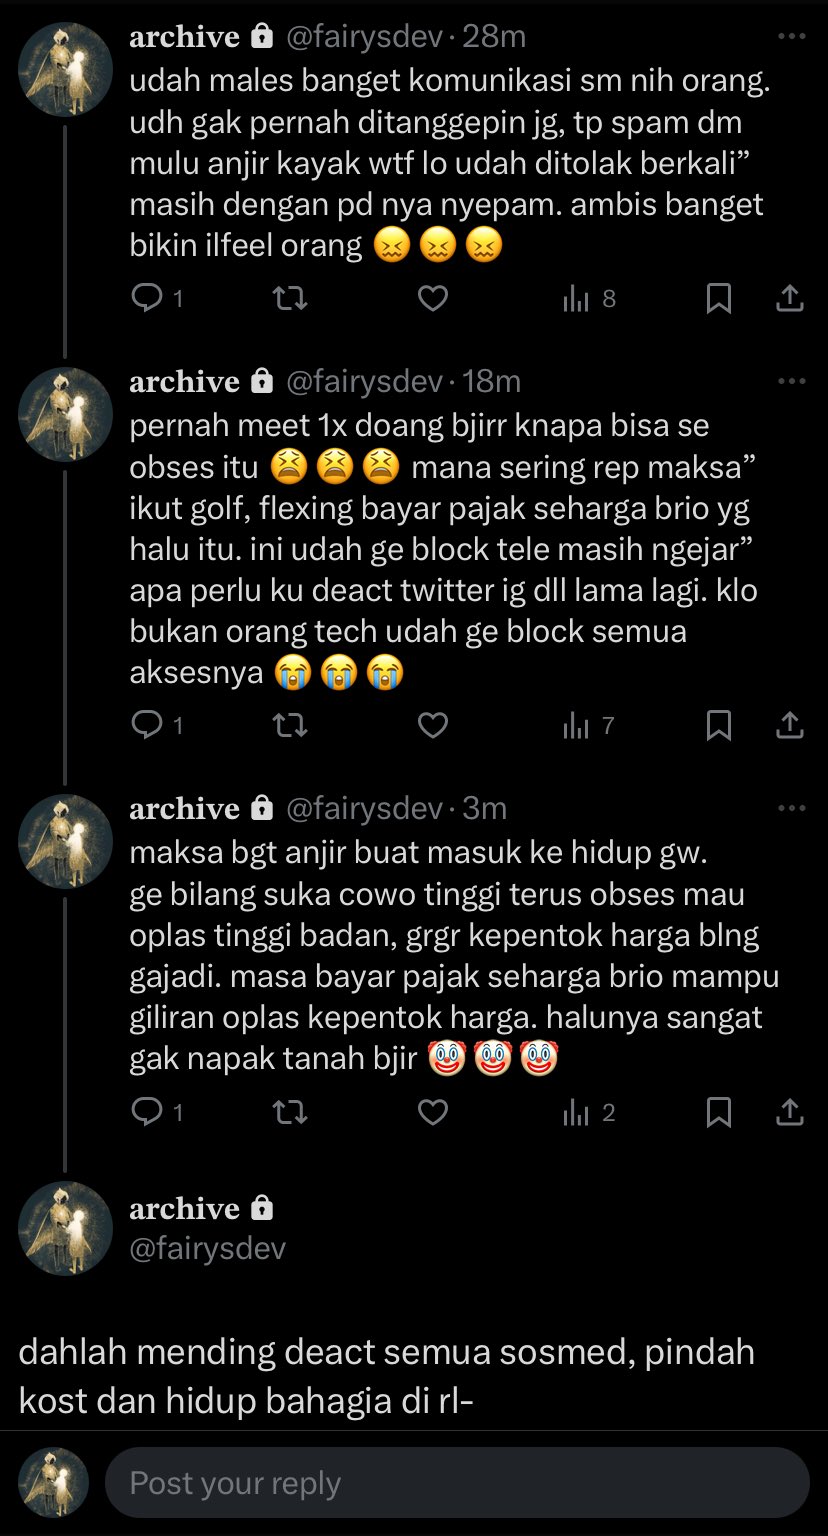 archive 🔒 @fairysdev · 28m
udah males banget komunikasi sm nih orang.
udh gak pernah ditanggepin jg, tp spam dm
mulu anjir kayak wtf lo udah ditolak berkali”
masih dengan pd nya nyepam. ambis banget
bikin ilfeel orang 😖😖😖
1 8
archive 🔒 @fairysdev · 18m
pernah meet 1x doang bjirr knapa bisa se
obses itu 😫😫😫 mana sering rep maksa”
ikut golf, flexing bayar pajak seharga brio yg
halu itu. ini udah ge block tele masih ngejar”
apa perlu ku deact twitter ig dll lama lagi. klo
bukan orang tech udah ge block semua
aksesnya 😭😭😭
1 7
archive 🔒 @fairysdev · 3m
maksa bgt anjir buat masuk ke hidup gw.
ge bilang suka cowo tinggi terus obses mau
oplas tinggi badan, grgr kepentok harga blng
gajadi. masa bayar pajak seharga brio mampu
giliran oplas kepentok harga. halunya sangat
gak napak tanah bjir 🤡🤡🤡
1 2
archive 🔒
@fairysdev
dahlah mending deact semua sosmed, pindah
kost dan hidup bahagia di rl-
Post your reply